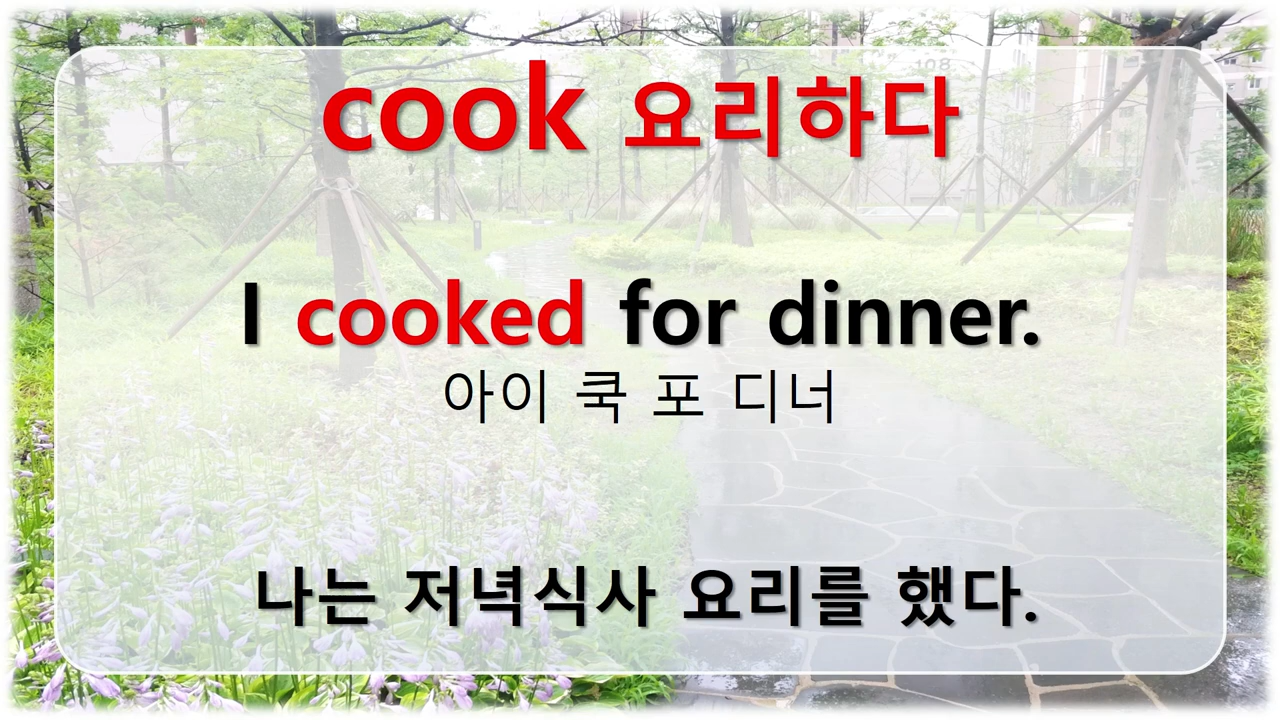 108
cook 요리하다
I cooked for dinner.
아이 쿡 포 디너
나는 저녁식사 요리를 했다.